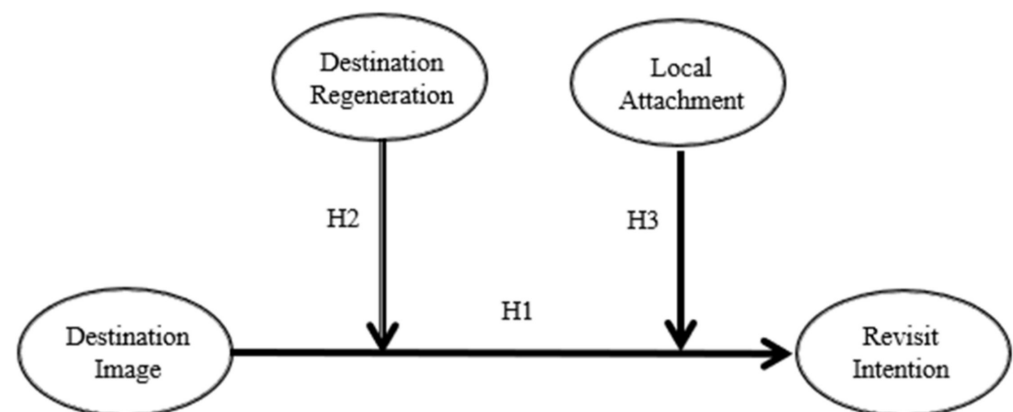 Destination
Regeneration
Local
Attachment
H2
H3
H1
Destination
Image
Revisit
Intention